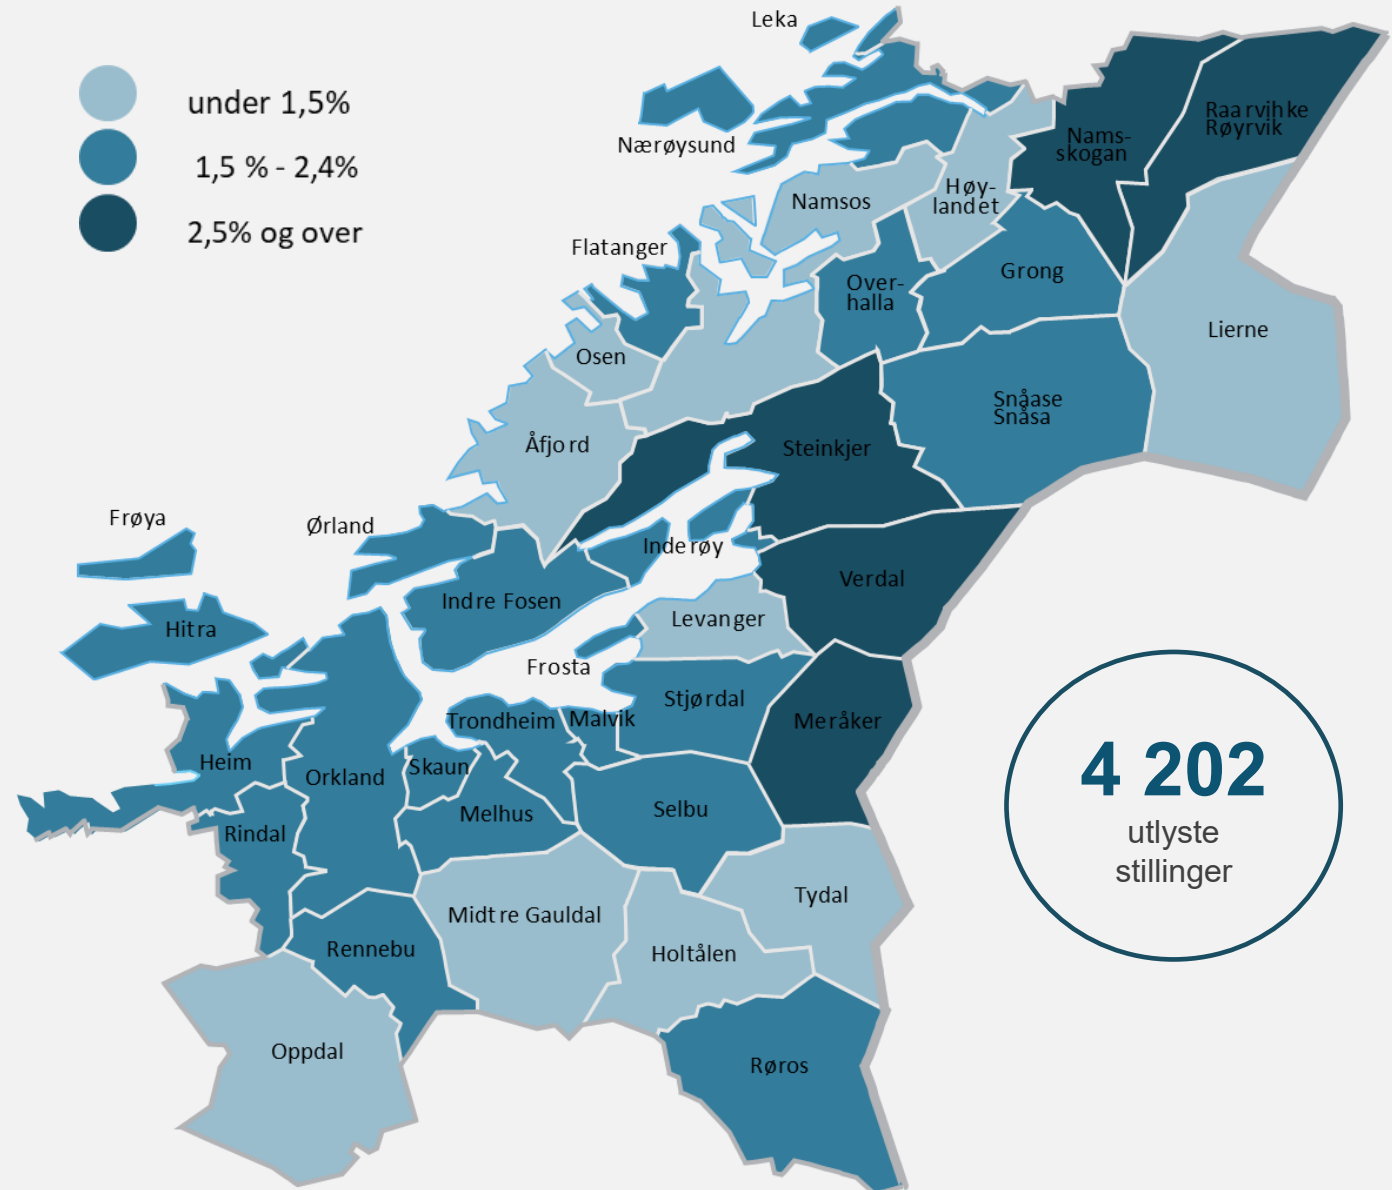 under 1,5%
1,5 % - 2,4%
2,5% og over
Leka
Nærøysund
Raarvihke
Røyrvik
Nams-
skogan
Høy-
landet
Namsos
Flatanger
Over-
halla
Grong
Lierne
Osen
Snåase
Snåsa
Åfjord
Steinkjer
Frøya
Ørland
Inderøy
Verdal
Indre Fosen
Hitra
Levanger
Frosta
Stjørdal
Meråker
Trondheim
Malvik
Heim
Orkland
Skaun
Melhus
Selbu
Rindal
Tydal
Midtre Gauldal
Holtålen
Rennebu
Oppdal
Røros
4 202
utlyste
stillinger